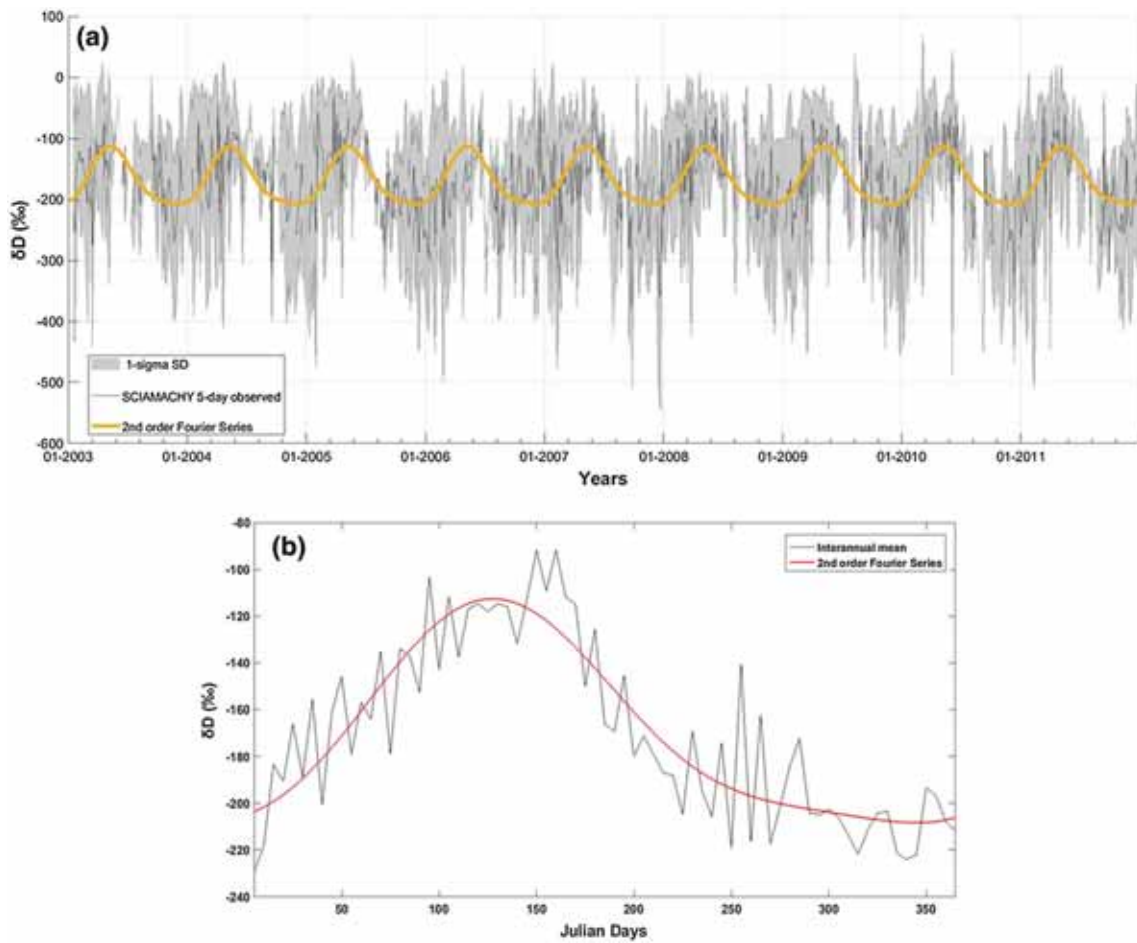 (a)
100
0
-100
-200
-300
-400
-500
-600
δD (‰)
1-sigma SD
SCIAMACHY 5-day observed
2nd order Fourier Series
01-2003 01-2004 01-2005 01-2006 01-2007 01-2008 01-2009 01-2010 01-2011
Years
(b)
-80
-100
-120
-140
-160
-180
-200
-220
-240
δD (‰)
Interannual mean
2nd order Fourier Series
50 100 150 200 250 300 350
Julian Days